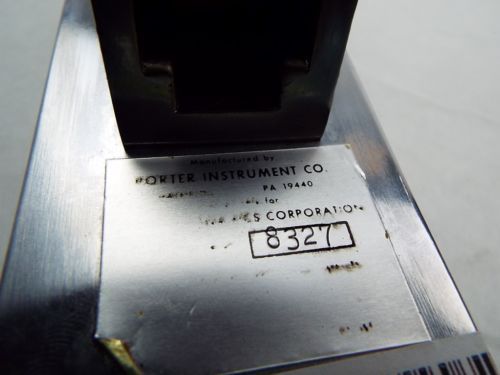 Manufactured by
PORTER INSTRUMENT CO.
PA 19440
for
CORPORATION
8327